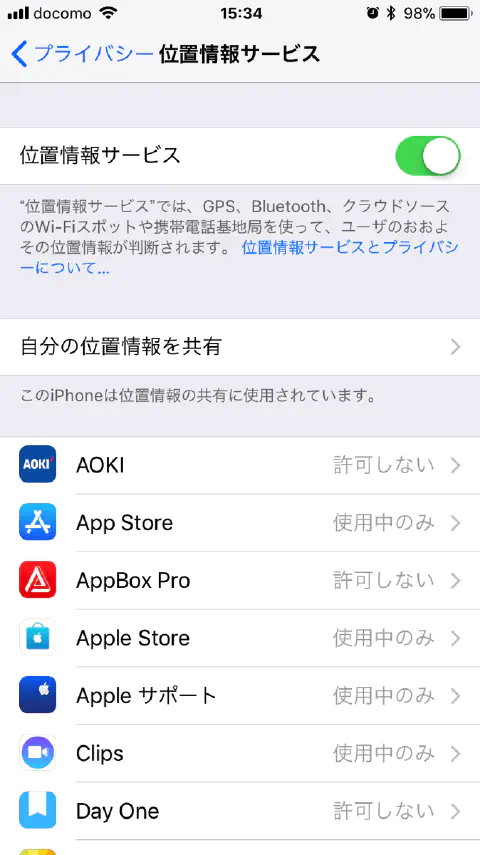 docomo 15:34 98%
プライバシー 位置情報サービス
位置情報サービス
“位置情報サービス”では、GPS、Bluetooth、クラウドソース
のWi-Fiスポットや携帯電話基地局を使って、ユーザのおおよ
その位置情報が判断されます。 位置情報サービスとプライバシ
ーについて...
自分の位置情報を共有
このiPhoneは位置情報の共有に使用されています。
AOKI AOKI 許可しない
App Store 使用中のみ
AppBox Pro 許可しない
Apple Store 使用中のみ
Apple サポート 使用中のみ
Clips 使用中のみ
Day One 許可しない